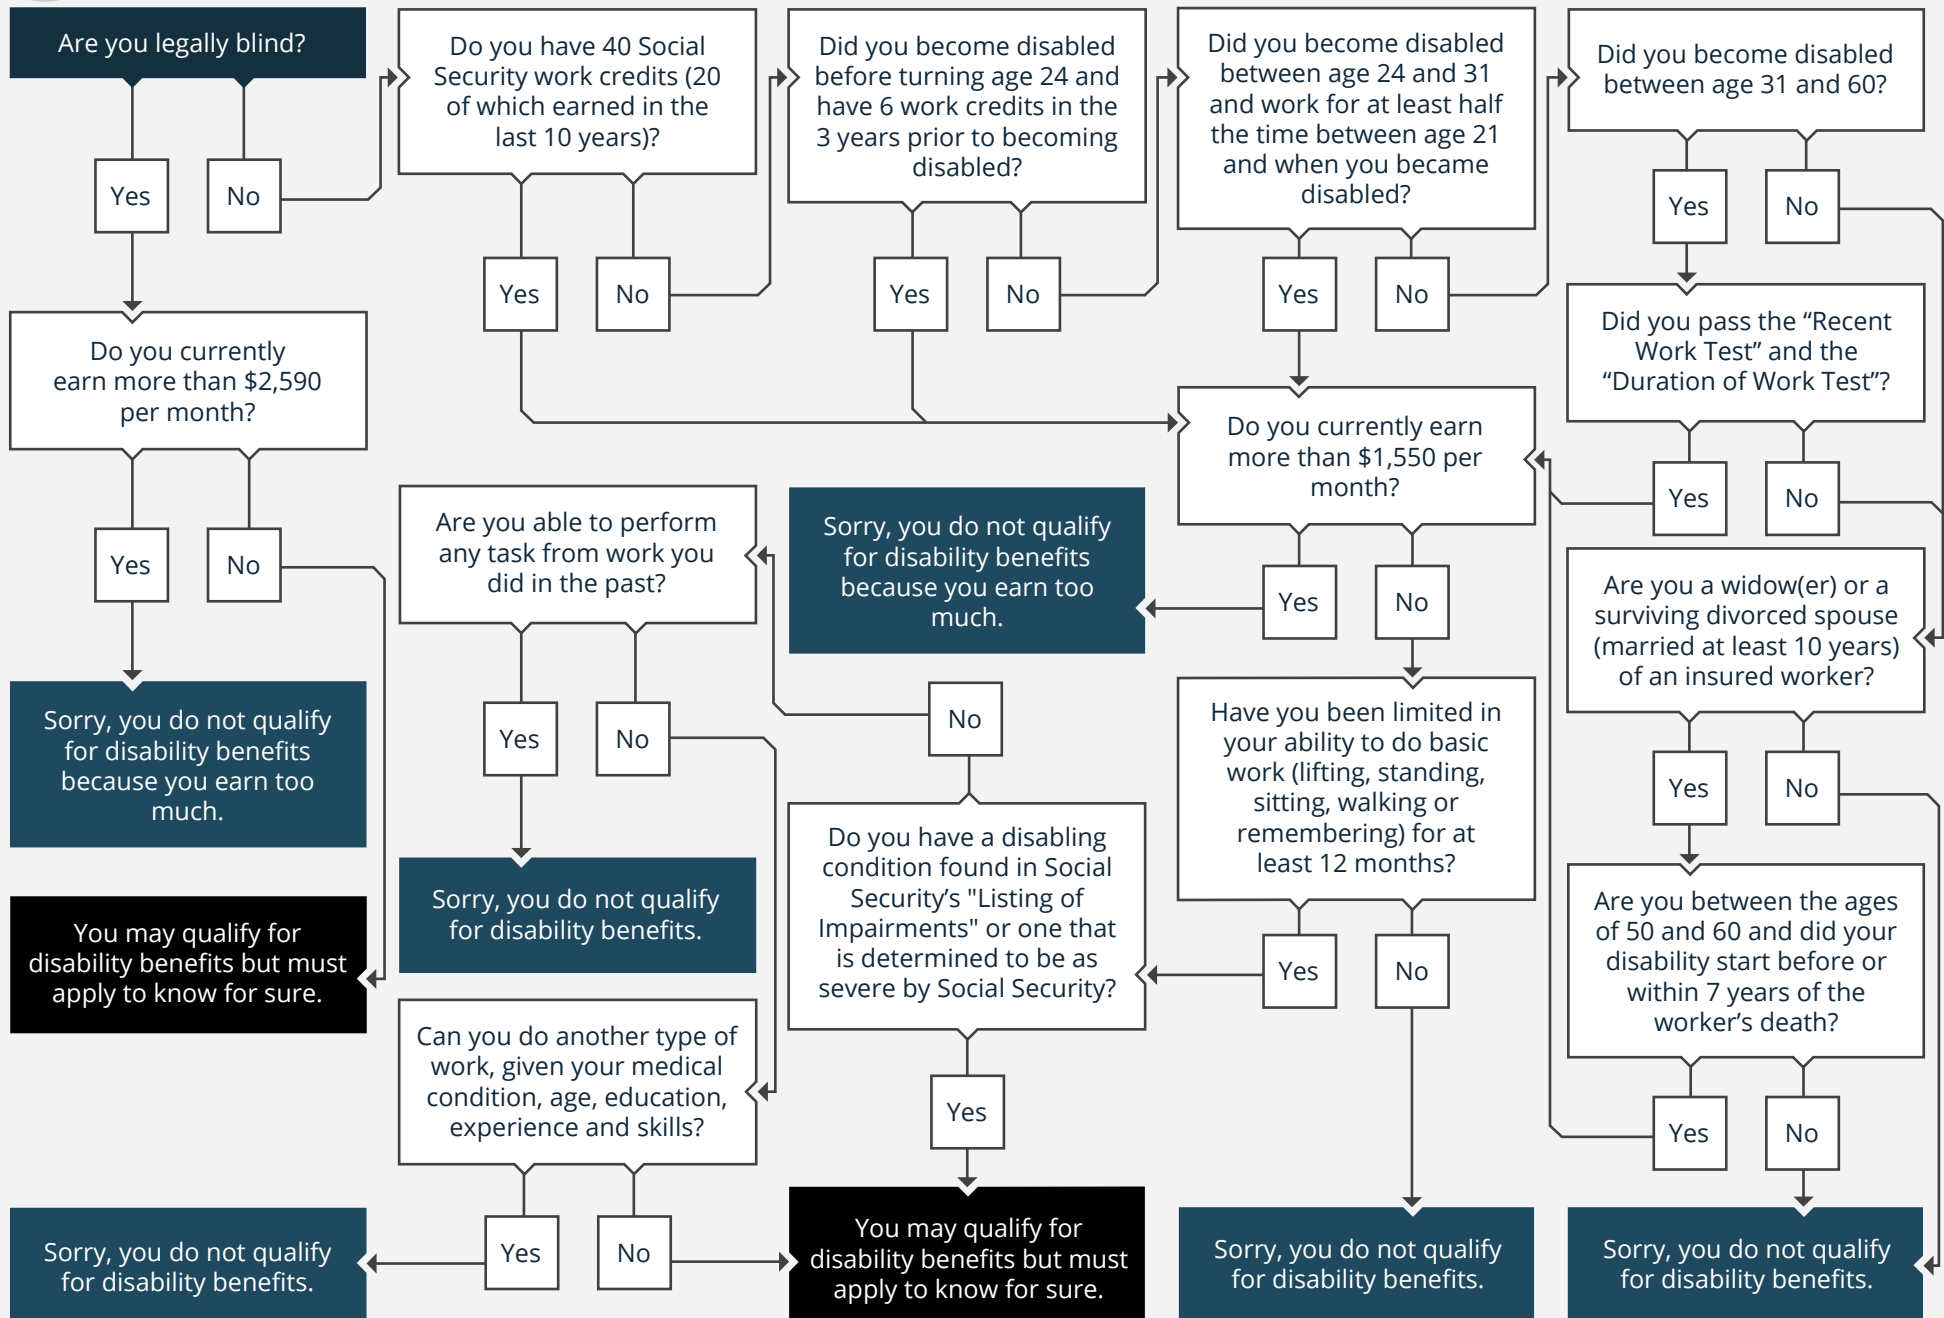 Are you legally blind?
Yes
No
Do you currently
earn more than $2,590
per month?
Yes
No
Sorry, you do not qualify
for disability benefits
because you earn too
much.
You may qualify for
disability benefits but must
apply to know for sure.
Do you have 40 Social
Security work credits (20
of which earned in the
last 10 years)?
Yes
No
Did you become disabled
before turning age 24 and
have 6 work credits in the
3 years prior to becoming
disabled?
Yes
No
Did you become disabled
between age 24 and 31
and work for at least half
the time between age 21
and when you became
disabled?
Yes
No
Did you become disabled
between age 31 and 60?
Yes
No
Did you pass the “Recent
Work Test” and the
“Duration of Work Test”?
Yes
No
Are you a widow(er) or a
surviving divorced spouse
(married at least 10 years)
of an insured worker?
Yes
No
Are you between the ages
of 50 and 60 and did your
disability start before or
within 7 years of the
worker’s death?
Yes
No
Sorry, you do not qualify
for disability benefits.
Do you currently earn
more than $1,550 per
month?
Yes
No
Sorry, you do not qualify
for disability benefits
because you earn too
much.
Have you been limited in
your ability to do basic
work (lifting, standing,
sitting, walking or
remembering) for at
least 12 months?
Yes
No
Sorry, you do not qualify
for disability benefits.
Do you have a disabling
condition found in Social
Security’s "Listing of
Impairments" or one that
is determined to be as
severe by Social Security?
No
Yes
You may qualify for
disability benefits but must
apply to know for sure.
Are you able to perform
any task from work you
did in the past?
Yes
No
Sorry, you do not qualify
for disability benefits.
Can you do another type of
work, given your medical
condition, age, education,
experience and skills?
Yes
No
Sorry, you do not qualify
for disability benefits.